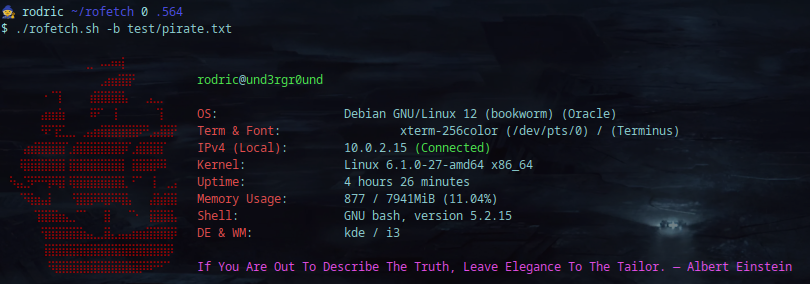 rodric ~/rofetch 0 .564
$ ./rofetch.sh -b test/pirate.txt
rodric@und3rgr0und
OS: Debian GNU/Linux 12 (bookworm) (Oracle)
Term & Font: xterm-256color (/dev/pts/0) / (Terminus)
IPv4 (Local): 10.0.2.15 (Connected)
Kernel: Linux 6.1.0-27-amd64 x86_64
Uptime: 4 hours 26 minutes
Memory Usage: 877 / 7941MiB (11.04%)
Shell: GNU bash, version 5.2.15
DE & WM: kde / i3
If You Are Out To Describe The Truth, Leave Elegance To The Tailor. — Albert Einstein